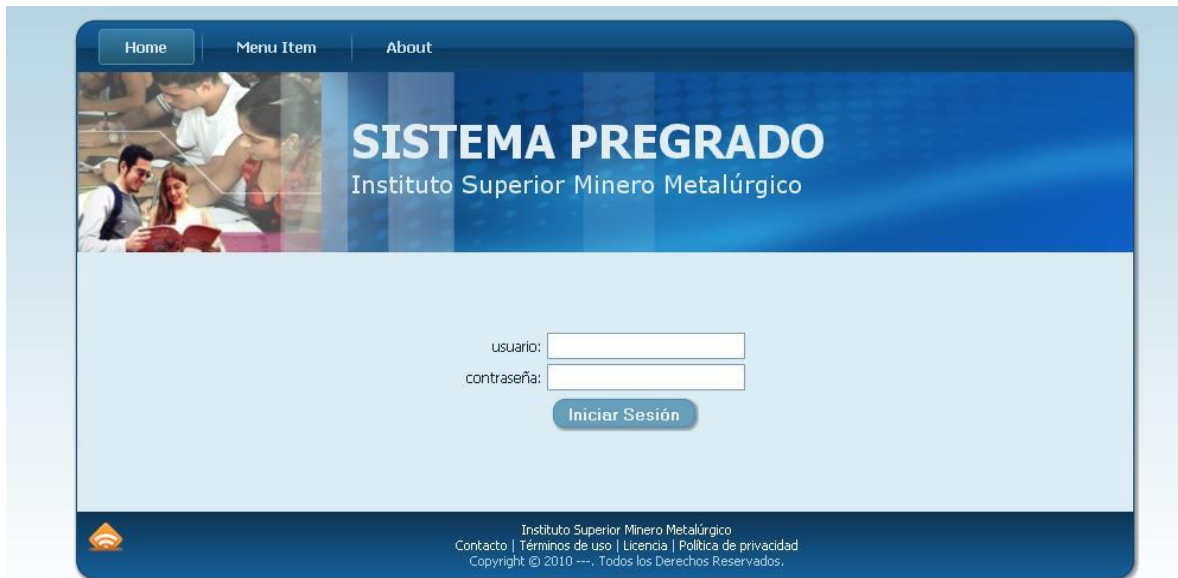 Home Menu Item About
SISTEMA PREGRADO
Instituto Superior Minero Metalúrgico
usuario:
contraseña:
Iniciar Sesión
Instituto Superior Minero Metalúrgico
Contacto | Términos de uso | Licencia | Política de privacidad
Copyright © 2010 ---. Todos los Derechos Reservados.